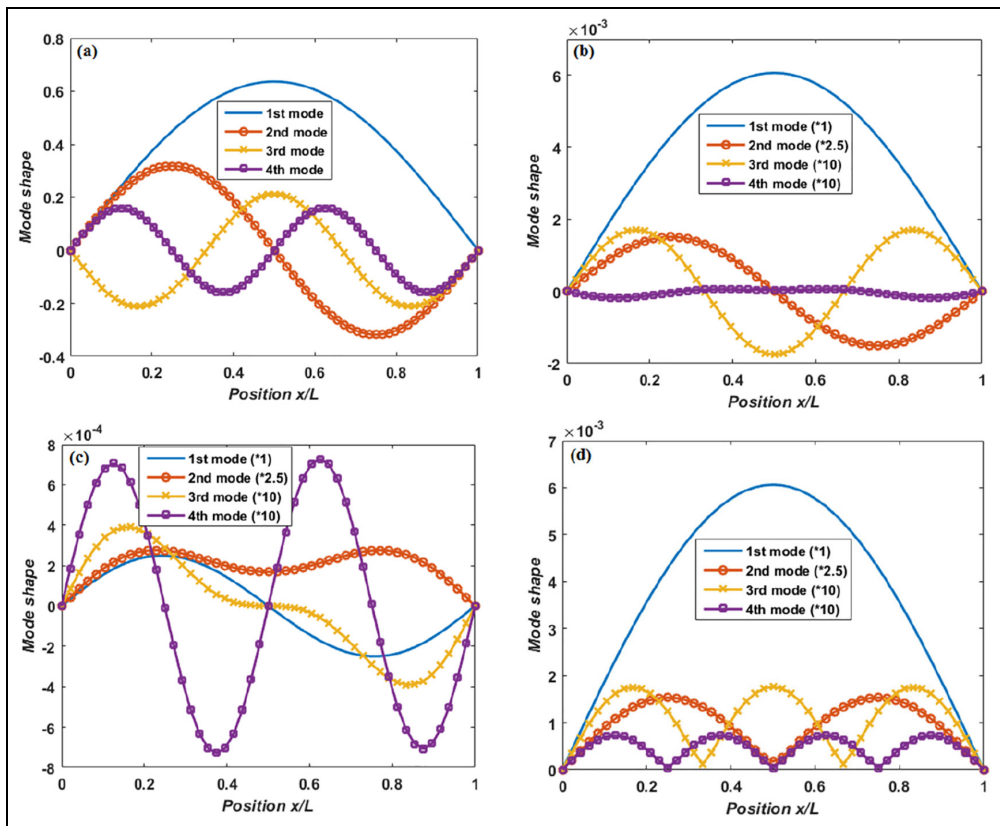 (a)
0.8
0.6
0.4
0.2
0
-0.2
-0.4
Mode shape
1st mode
2nd mode
3rd mode
4th mode
0 0.2 0.4 0.6 0.8 1
Position x/L
×10⁻³
(b)
6
4
2
0
-2
Mode shape
1st mode (*1)
2nd mode (*2.5)
3rd mode (*10)
4th mode (*10)
0 0.2 0.4 0.6 0.8 1
Position x/L
×10⁻⁴
(c)
8
6
4
2
0
-2
-4
-6
-8
Mode shape
1st mode (*1)
2nd mode (*2.5)
3rd mode (*10)
4th mode (*10)
0 0.2 0.4 0.6 0.8 1
Position x/L
×10⁻³
(d)
7
6
5
4
3
2
1
0
Mode shape
1st mode (*1)
2nd mode (*2.5)
3rd mode (*10)
4th mode (*10)
0 0.2 0.4 0.6 0.8 1
Position x/L